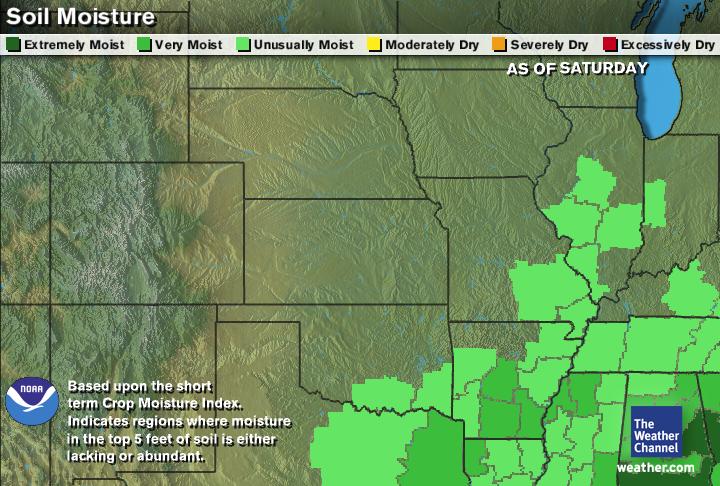 Soil Moisture
Extremely Moist Very Moist Unusually Moist Moderately Dry Severely Dry Excessively Dry
AS OF SATURDAY
NOAA
Based upon the short
term Crop Moisture Index.
Indicates regions where moisture
in the top 5 feet of soil is either
lacking or abundant.
The
Weather
Channel
weather.com